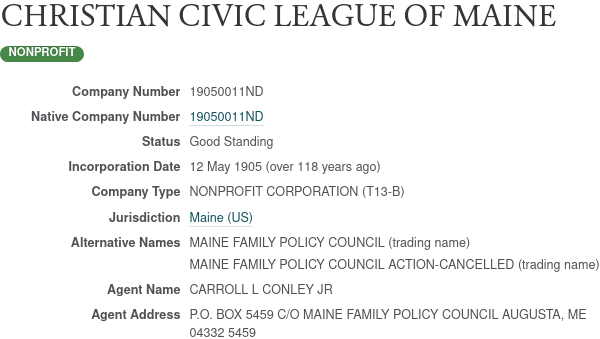 CHRISTIAN CIVIC LEAGUE OF MAINE
NONPROFIT
Company Number 19050011ND
Native Company Number 19050011ND
Status Good Standing
Incorporation Date 12 May 1905 (over 118 years ago)
Company Type NONPROFIT CORPORATION (T13-B)
Jurisdiction Maine (US)
Alternative Names MAINE FAMILY POLICY COUNCIL (trading name)
MAINE FAMILY POLICY COUNCIL ACTION-CANCELLED (trading name)
Agent Name CARROLL L CONLEY JR
Agent Address P.O. BOX 5459 C/O MAINE FAMILY POLICY COUNCIL AUGUSTA, ME
04332 5459